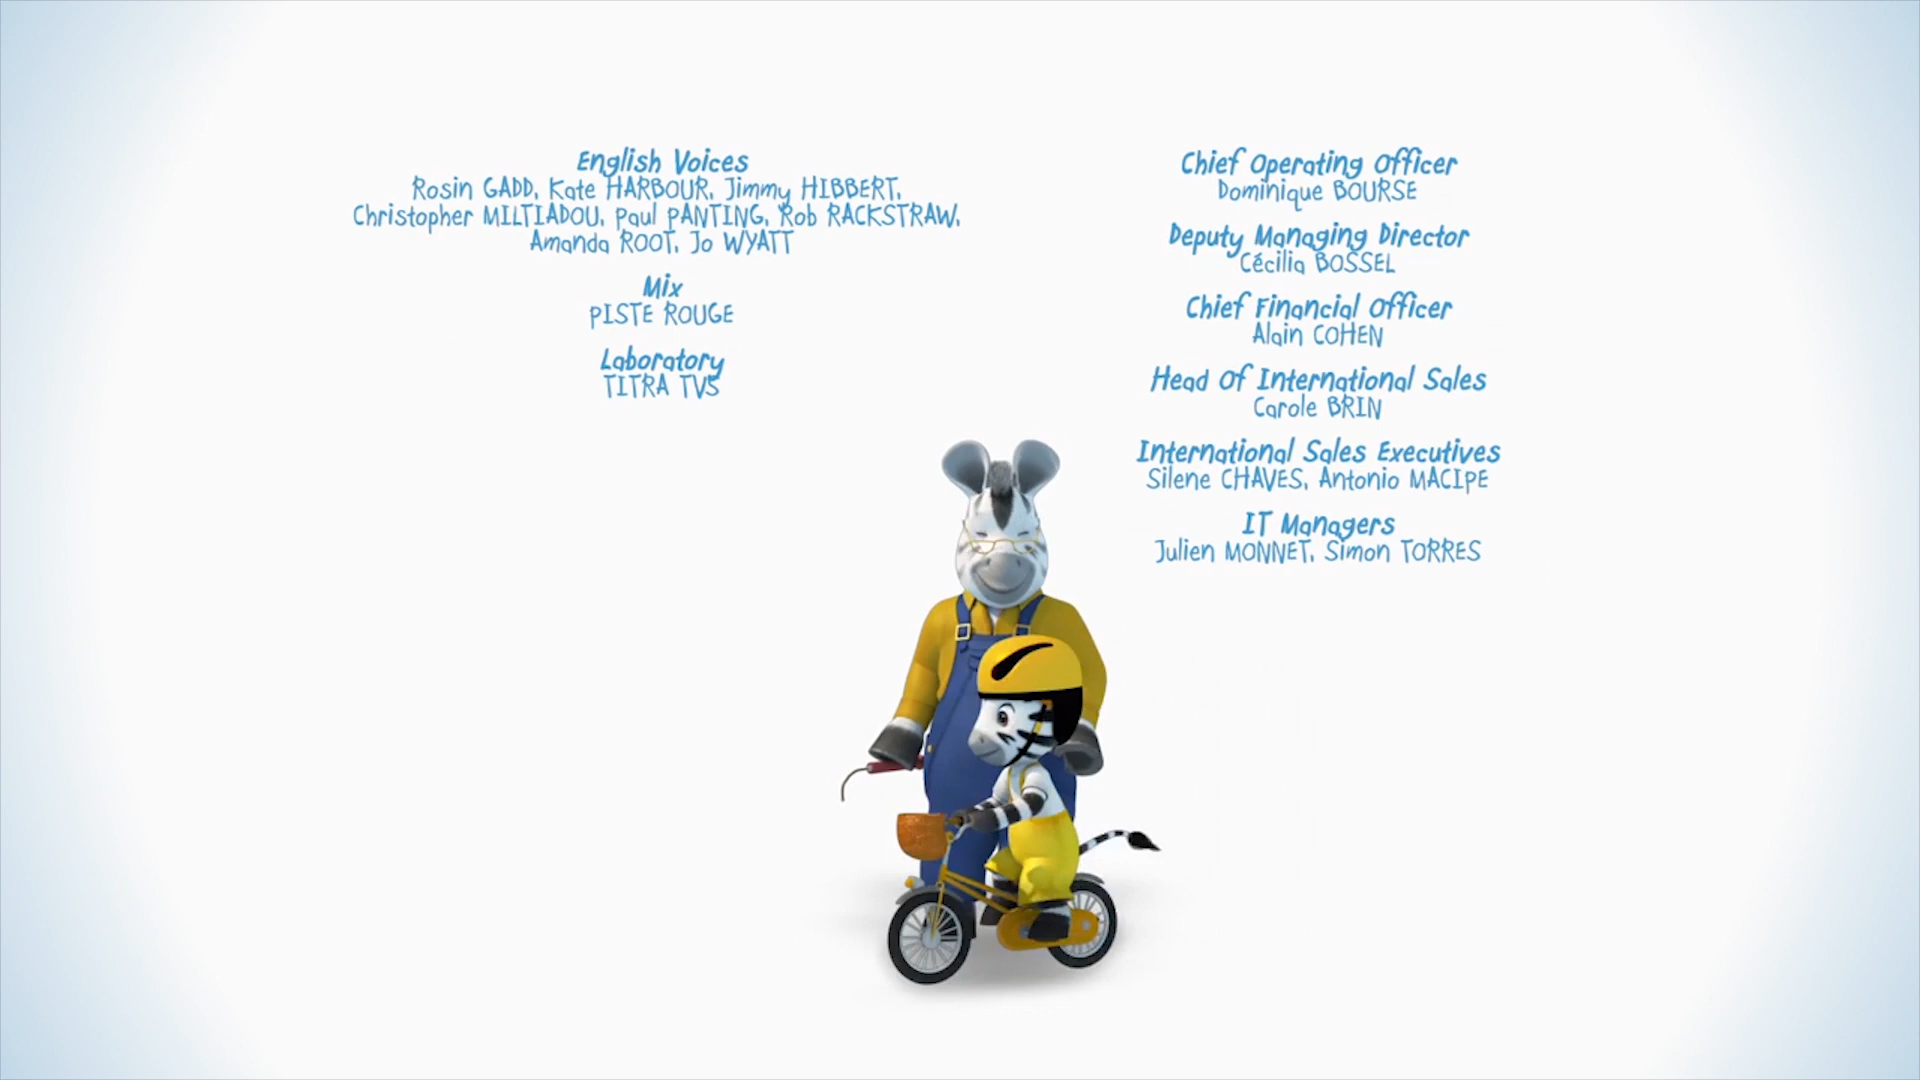 English Voices
Rosin GADD, Kate HARBOUR, Jimmy HIBBERT,
Christopher MILTIADOU, Paul PANTING, Rob RACKSTRAW,
Amanda ROOT, Jo WYATT
Mix
PISTE ROUGE
Laboratory
TITRA TVS
Chief Operating Officer
Dominique BOURSE
Deputy Managing Director
Cécilia BOSSEL
Chief Financial Officer
Alain COHEN
Head Of International Sales
Carole BRIN
International Sales Executives
Silene CHAVES, Antonio MACIPE
IT Managers
Julien MONNET, Simon TORRES